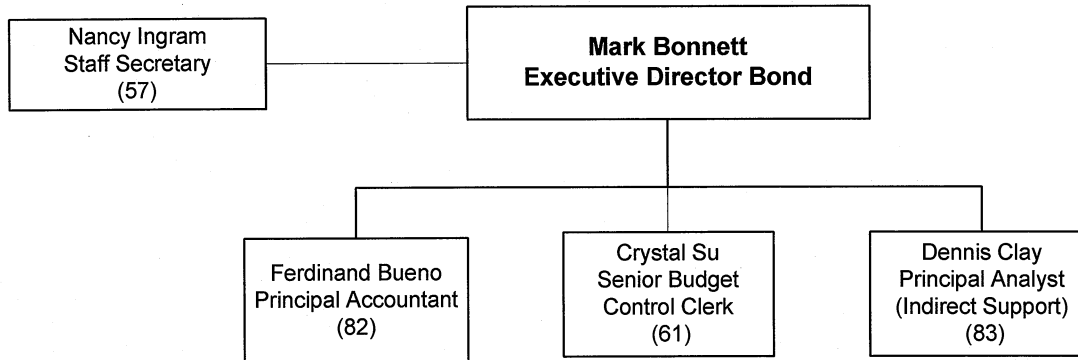 Nancy Ingram
Staff Secretary
(57)
Mark Bonnett
Executive Director Bond
Ferdinand Bueno
Principal Accountant
(82)
Crystal Su
Senior Budget
Control Clerk
(61)
Dennis Clay
Principal Analyst
(Indirect Support)
(83)